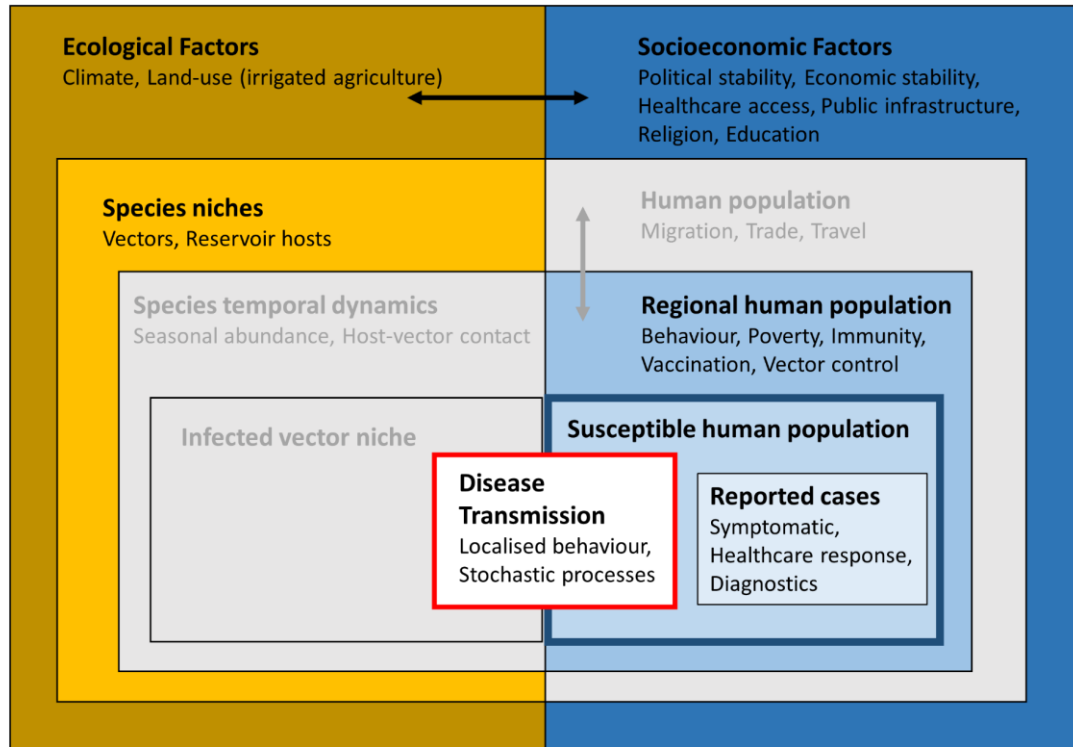 Ecological Factors
Climate, Land-use (irrigated agriculture)
Socioeconomic Factors
Political stability, Economic stability,
Healthcare access, Public infrastructure,
Religion, Education
Species niches
Vectors, Reservoir hosts
Human population
Migration, Trade, Travel
Species temporal dynamics
Seasonal abundance, Host-vector contact
Regional human population
Behaviour, Poverty, Immunity,
Vaccination, Vector control
Infected vector niche
Susceptible human population
Disease
Transmission
Localised behaviour,
Stochastic processes
Reported cases
Symptomatic,
Healthcare response,
Diagnostics